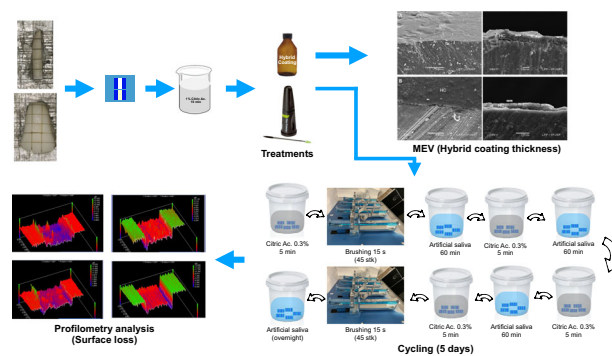 Hybrid
Coating
1% Citric Ac.
Treatments
MEV (Hybrid coating thickness)
Citric Ac. 0.3%
5 min
Brushing 15 s
(45 stk)
Artificial saliva
60 min
Citric Ac. 0.3%
5 min
Artificial saliva
60 min
Artificial saliva
(overnight)
Brushing 15 s
(45 stk)
Citric Ac. 0.3%
5 min
Artificial saliva
60 min
Citric Ac. 0.3%
5 min
Cycling (5 days)
Profilometry analysis
(Surface loss)